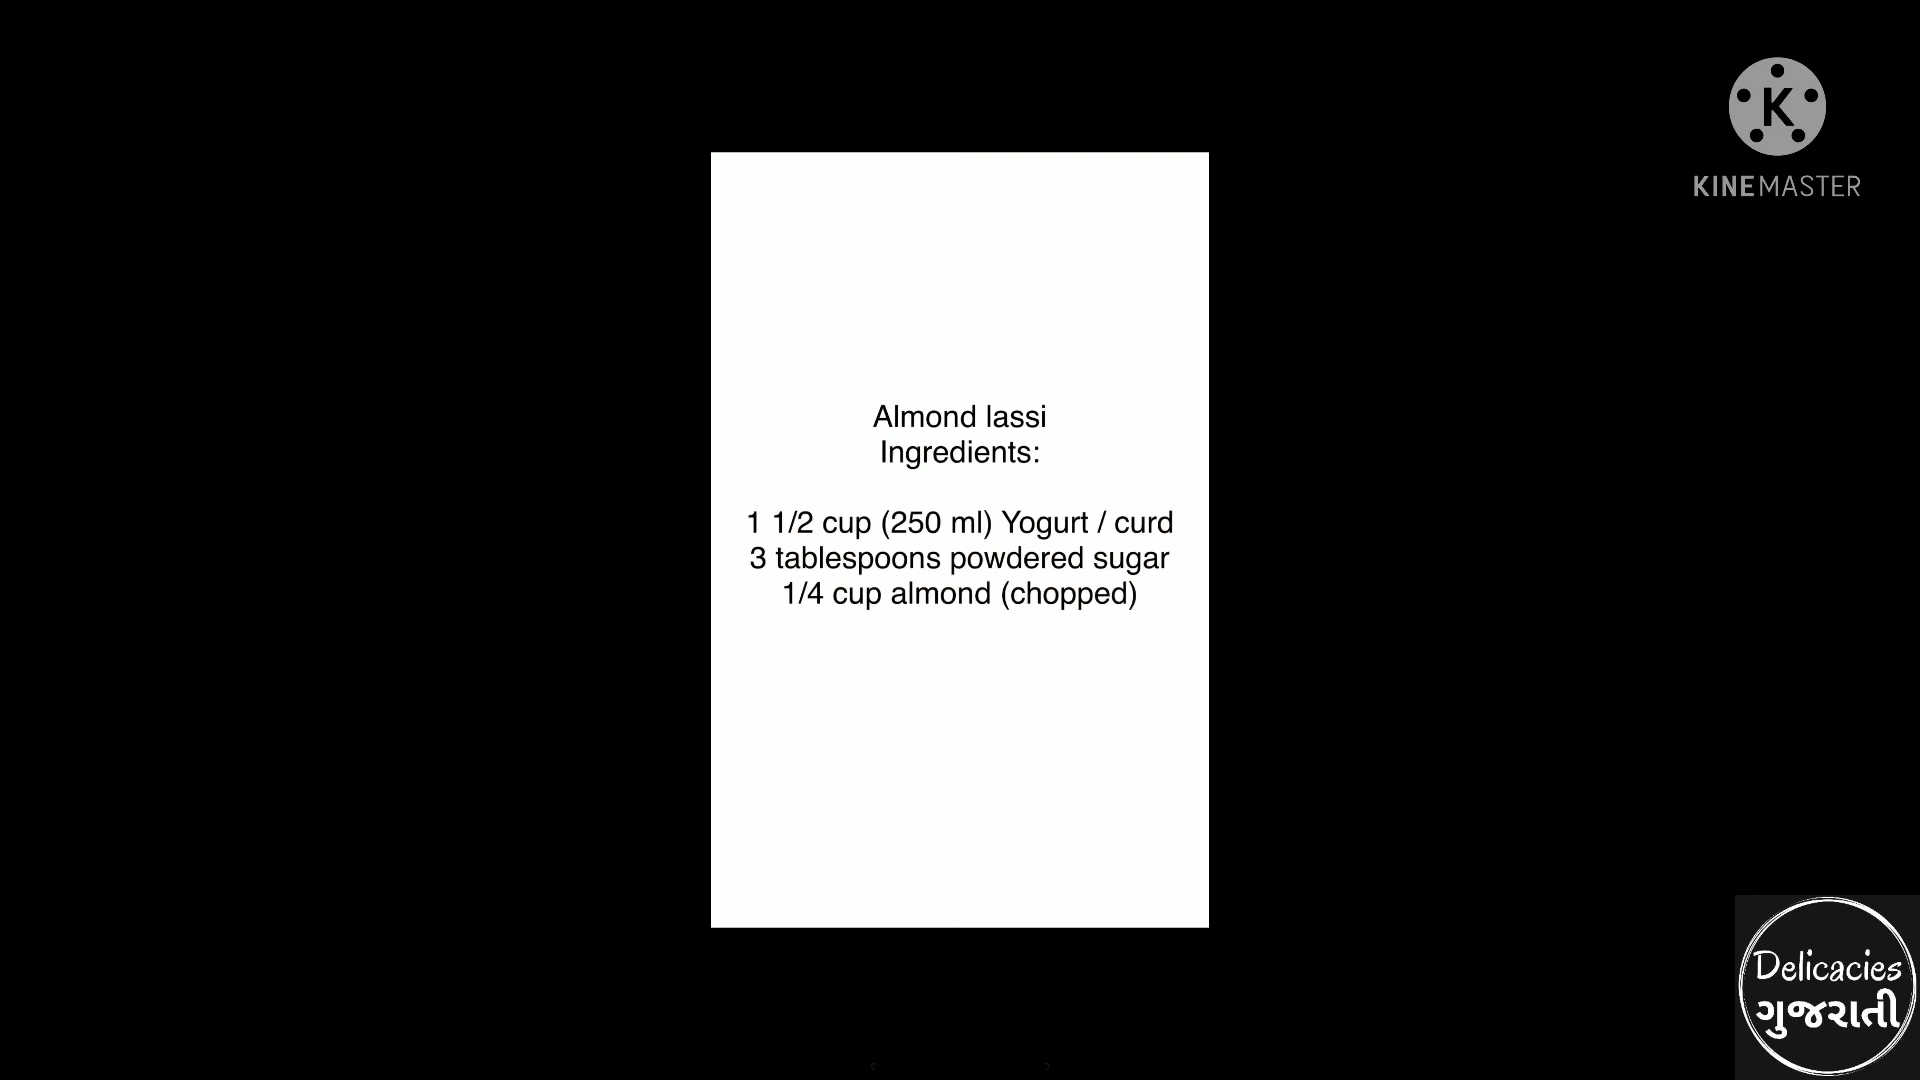 K
KINEMASTER
Almond lassi
Ingredients:
1 1/2 cup (250 ml) Yogurt / curd
3 tablespoons powdered sugar
1/4 cup almond (chopped)
Delicacies
ગુજરાતી